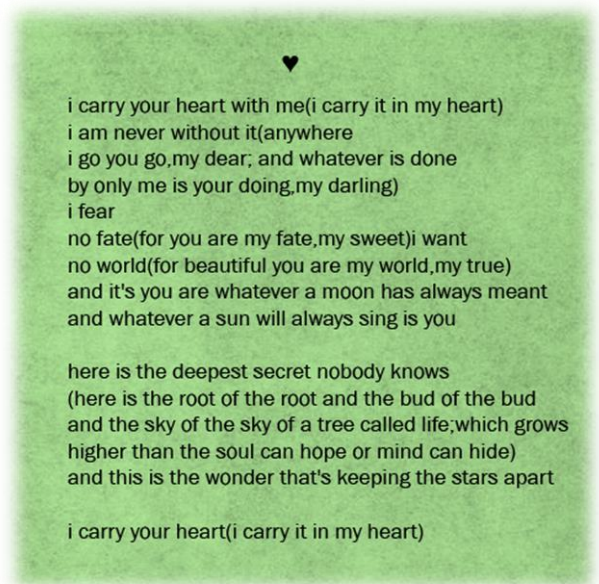 ♥
i carry your heart with me(i carry it in my heart)
i am never without it(anywhere
i go you go,my dear; and whatever is done
by only me is your doing,my darling)
i fear
no fate(for you are my fate,my sweet)i want
no world(for beautiful you are my world,my true)
and it's you are whatever a moon has always meant
and whatever a sun will always sing is you

here is the deepest secret nobody knows
(here is the root of the root and the bud of the bud
and the sky of the sky of a tree called life;which grows
higher than the soul can hope or mind can hide)
and this is the wonder that's keeping the stars apart

i carry your heart(i carry it in my heart)